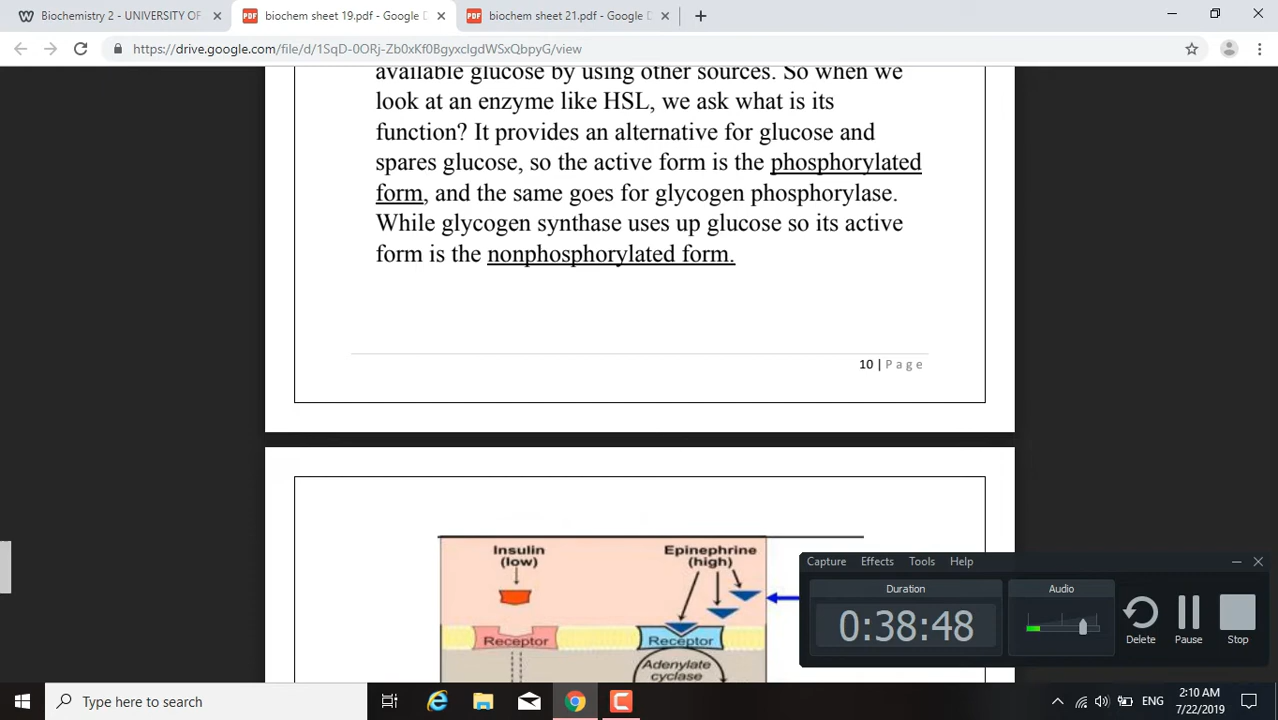 Biochemistry 2 - UNIVERSITY OF
biochem sheet 19.pdf - Google D
biochem sheet 21.pdf - Google D
https://drive.google.com/file/d/1SqD-0ORj-Zb0xKf0BgyxclgdWSxQbpyG/view
available glucose by using other sources. So when we
look at an enzyme like HSL, we ask what is its
function? It provides an alternative for glucose and
spares glucose, so the active form is the phosphorylated
form, and the same goes for glycogen phosphorylase.
While glycogen synthase uses up glucose so its active
form is the nonphosphorylated form.
10 | Page
Insulin
(low)
Epinephrine
(high)
Receptor
Receptor
Adenylate
cyclase
Capture Effects Tools Help
Duration
Audio
0:38:48
Delete
Pause
Stop
Type here to search
ENG
2:10 AM
7/22/2019